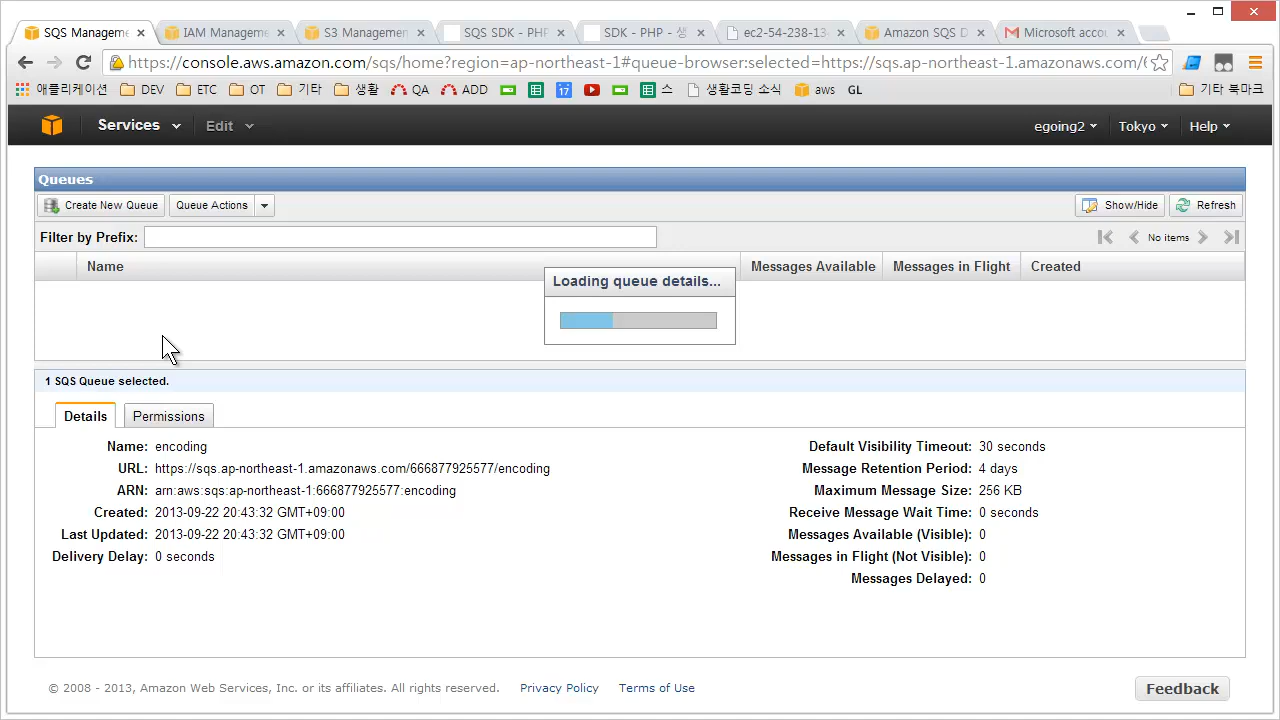 SQS Manageme
IAM Manageme
S3 Managemen
SQS SDK - PHP
SDK - PHP - 생
ec2-54-238-13-
Amazon SQS D
Microsoft accou
https://console.aws.amazon.com/sqs/home?region=ap-northeast-1#queue-browser:selected=https://sqs.ap-northeast-1.amazonaws.com/6
애플리케이션
DEV
ETC
OT
기타
생활
QA
ADD
17
스
생활코딩 소식
aws
GL
기타 북마크
Services
Edit
egoing2
Tokyo
Help
Queues
Create New Queue
Queue Actions
Show/Hide
Refresh
Filter by Prefix:
No items
Name
Messages Available
Messages in Flight
Created
Loading queue details...
1 SQS Queue selected.
Details
Permissions
Name: encoding
URL: https://sqs.ap-northeast-1.amazonaws.com/666877925577/encoding
ARN: arn:aws:sqs:ap-northeast-1:666877925577:encoding
Created: 2013-09-22 20:43:32 GMT+09:00
Last Updated: 2013-09-22 20:43:32 GMT+09:00
Delivery Delay: 0 seconds
Default Visibility Timeout: 30 seconds
Message Retention Period: 4 days
Maximum Message Size: 256 KB
Receive Message Wait Time: 0 seconds
Messages Available (Visible): 0
Messages in Flight (Not Visible): 0
Messages Delayed: 0
© 2008 - 2013, Amazon Web Services, Inc. or its affiliates. All rights reserved.
Privacy Policy
Terms of Use
Feedback